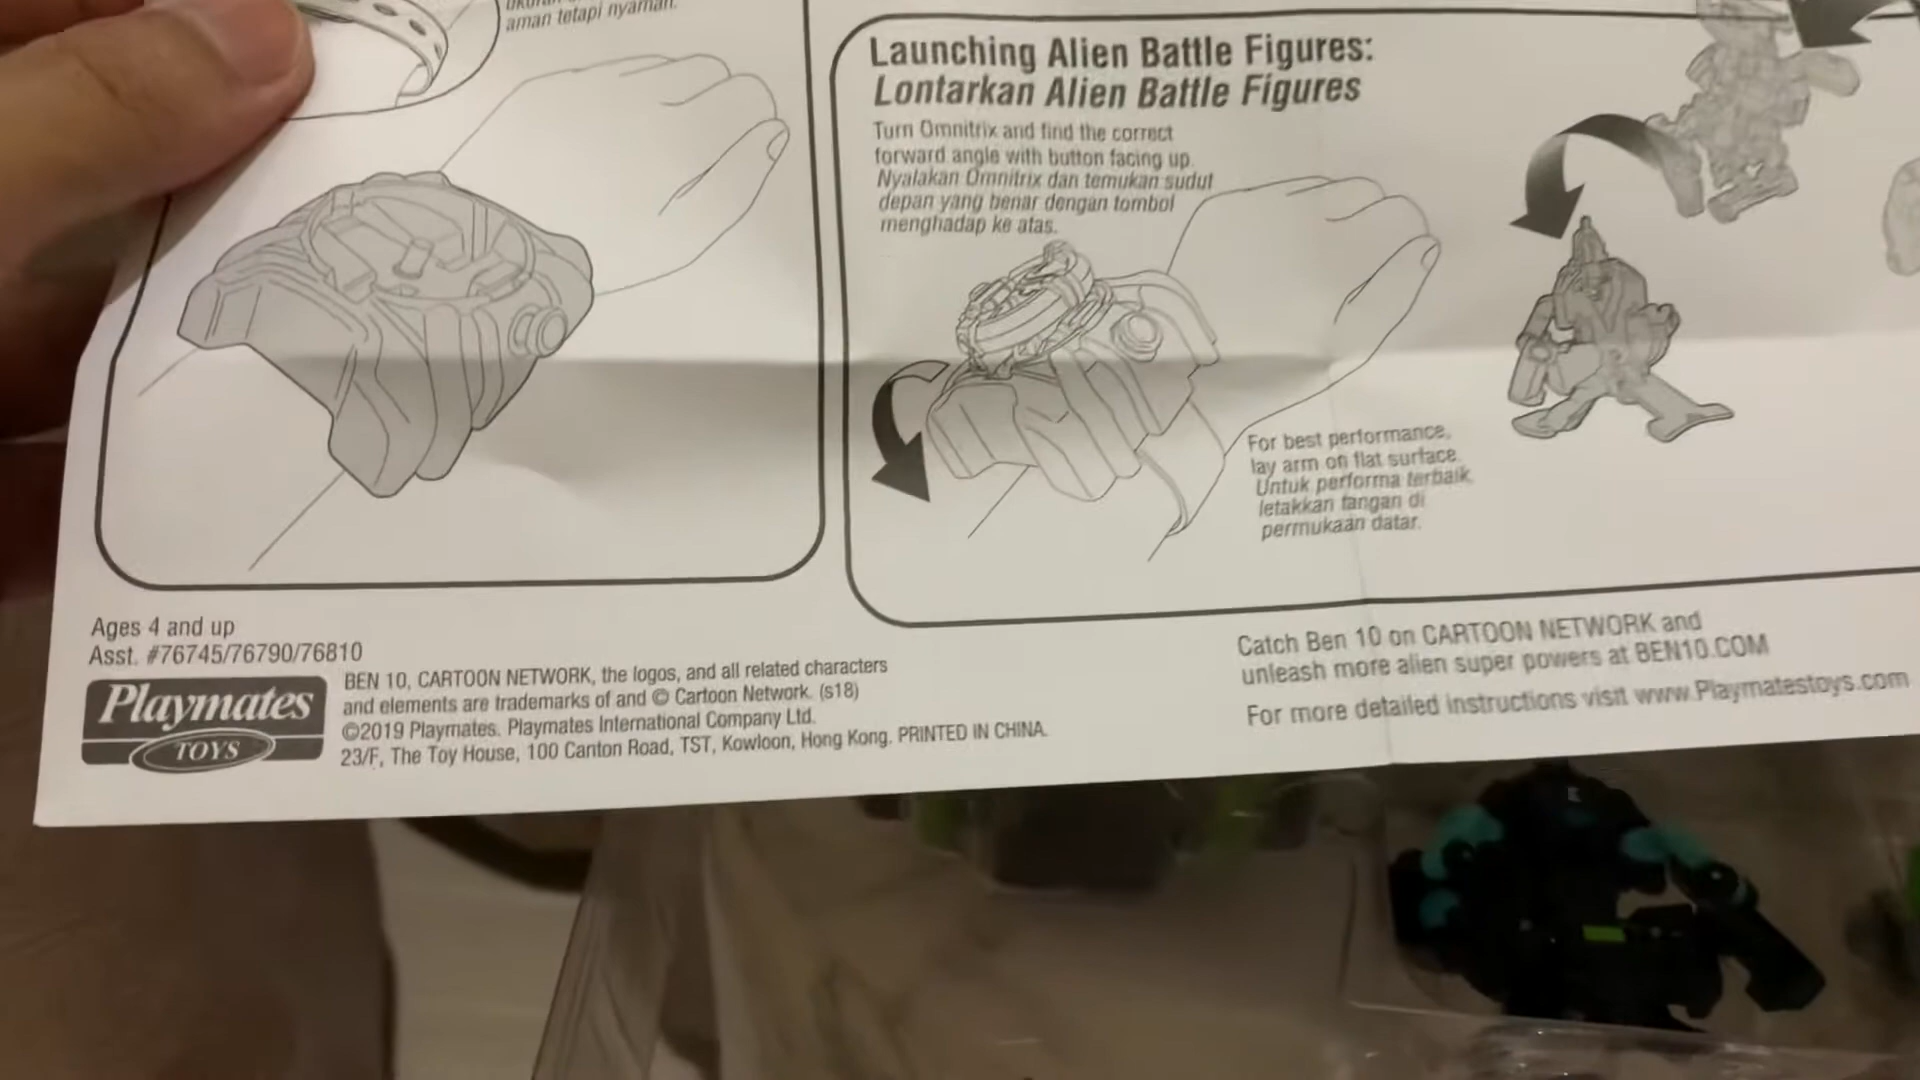 aman tetapi nyaman.
Launching Alien Battle Figures:
Lontarkan Alien Battle Figures
Turn Omnitrix and find the correct
forward angle with button facing up.
Nyalakan Omnitrix dan temukan sudut
depan yang benar dengan tombol
menghadap ke atas.
For best performance,
lay arm on flat surface.
Untuk performa terbaik,
letakkan tangan di
permukaan datar.
Ages 4 and up
Asst. #76745/76790/76810
Playmates
TOYS
BEN 10, CARTOON NETWORK, the logos, and all related characters
and elements are trademarks of and © Cartoon Network. (s18)
©2019 Playmates. Playmates International Company Ltd.
23/F, The Toy House, 100 Canton Road, TST, Kowloon, Hong Kong. PRINTED IN CHINA.
Catch Ben 10 on CARTOON NETWORK and
unleash more alien super powers at BEN10.COM
For more detailed instructions visit www.Playmatestoys.com